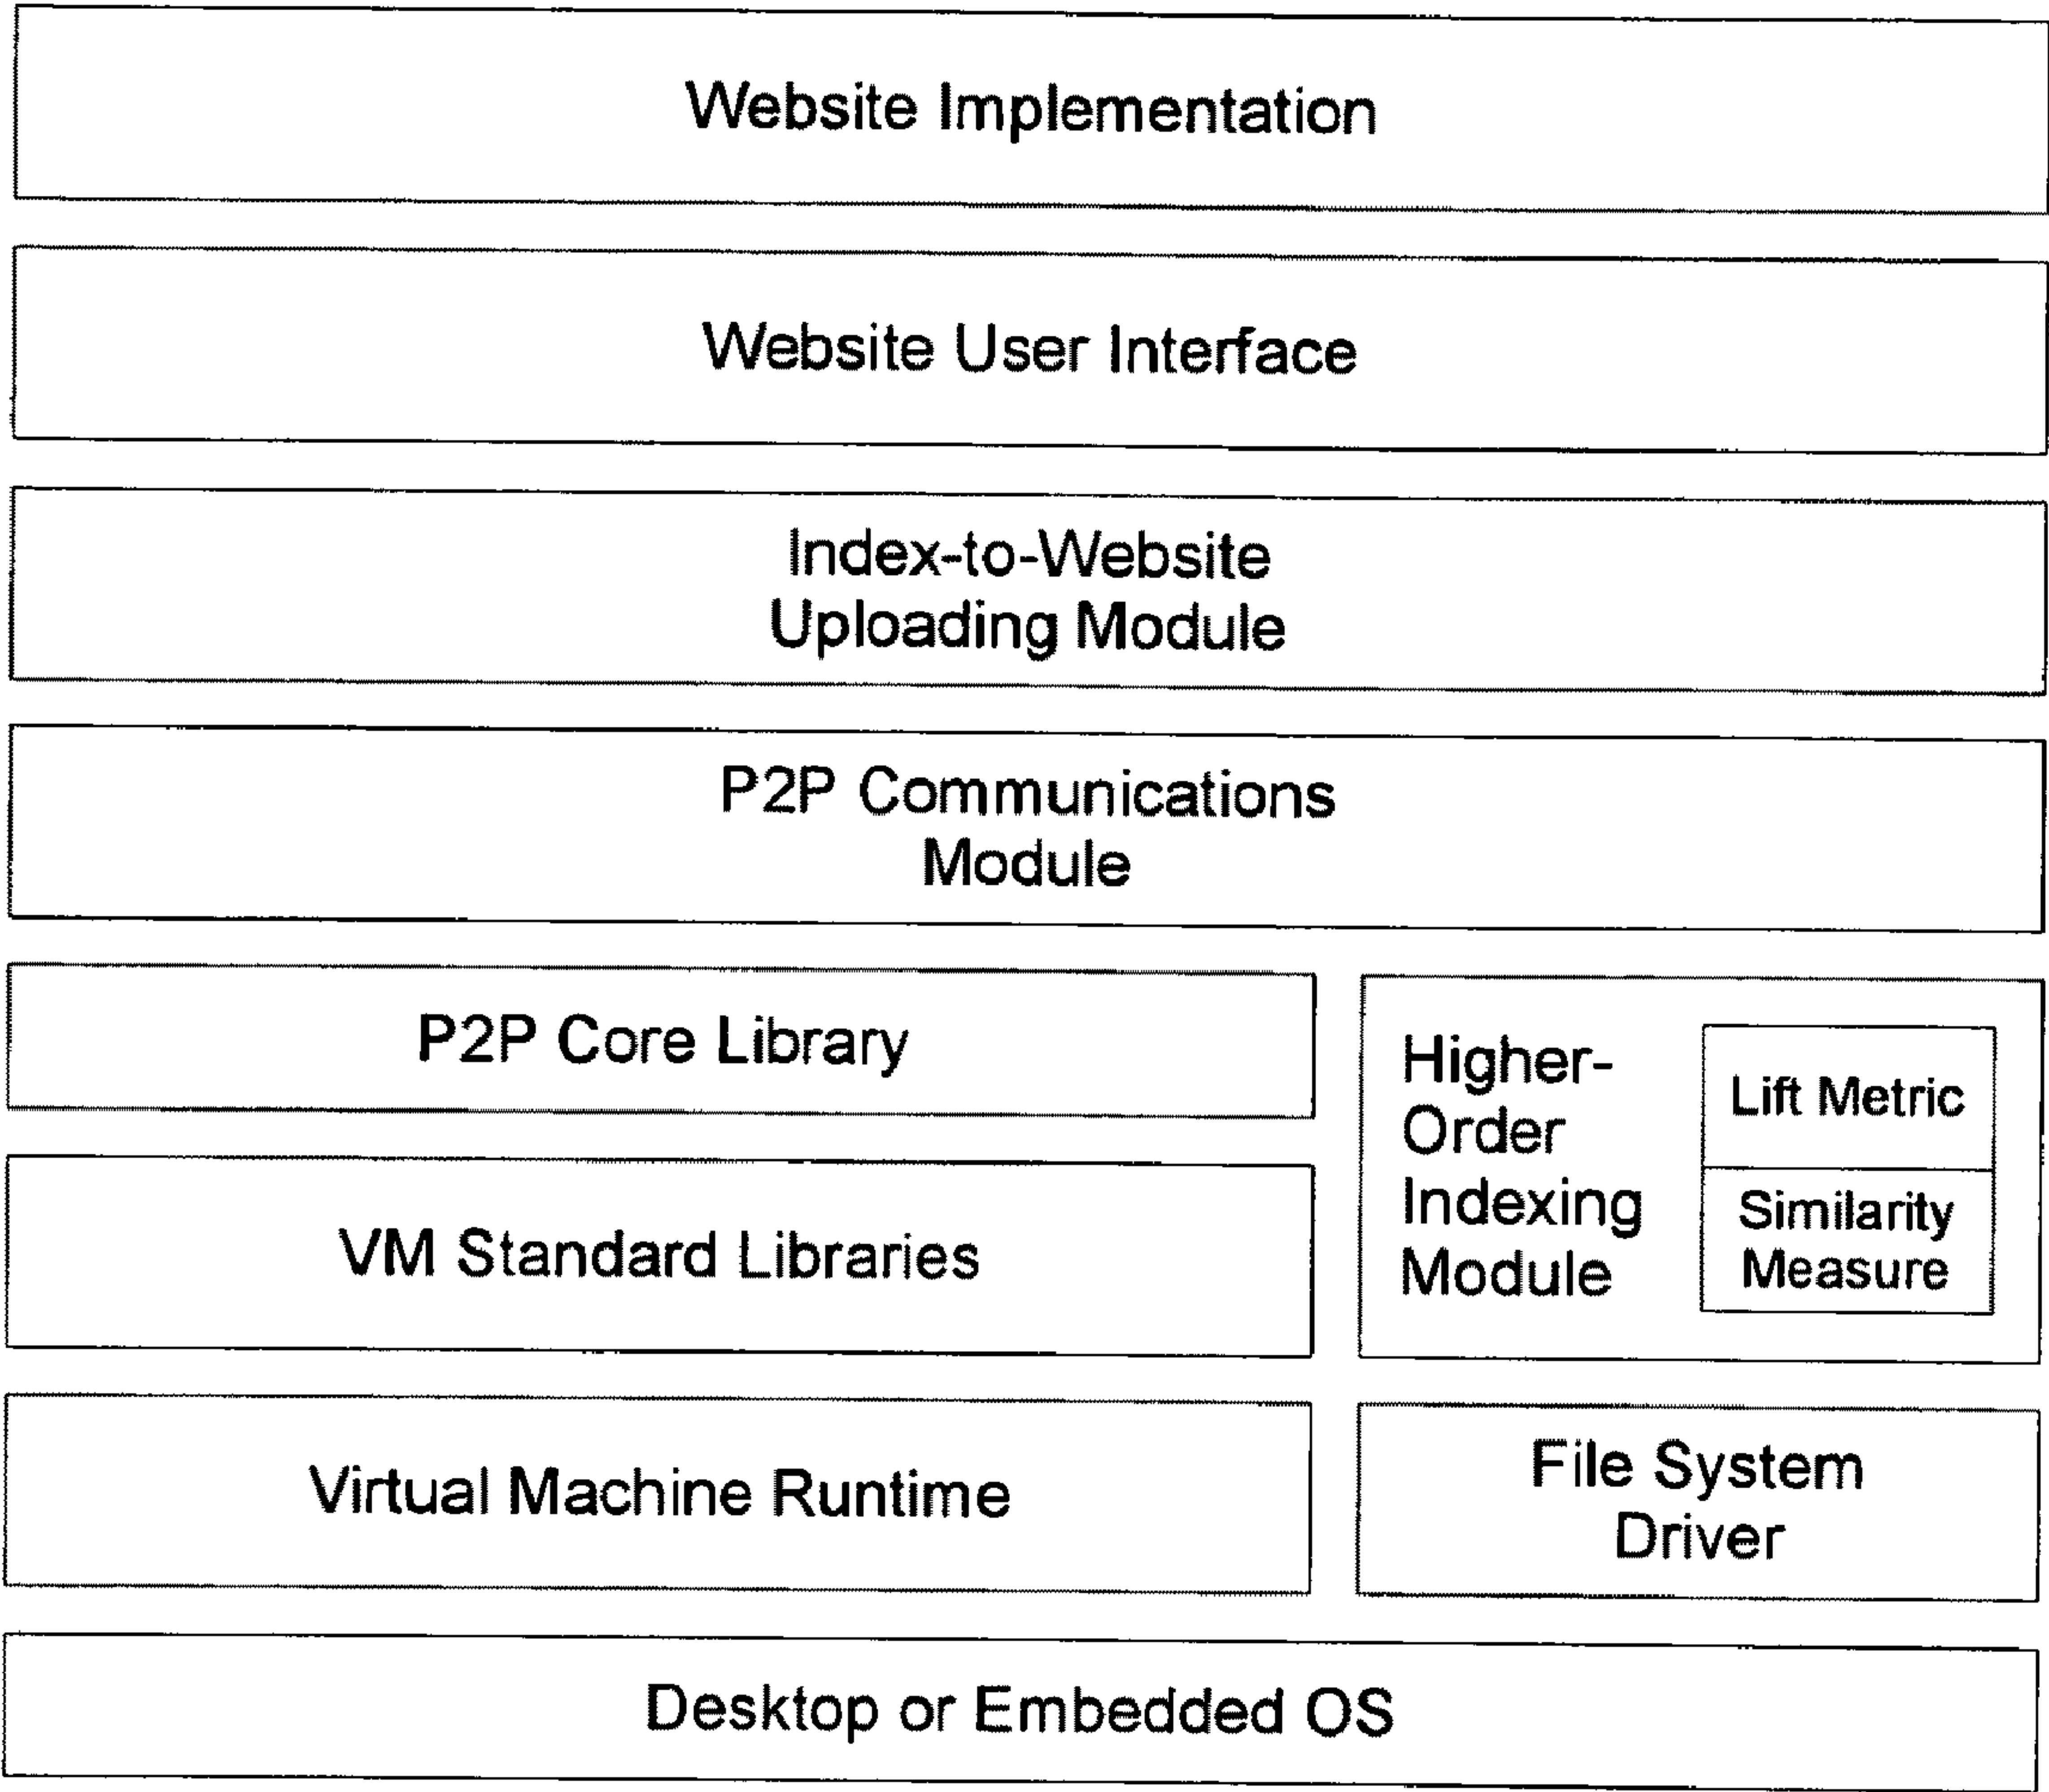 Website Implementation
Website User Interface
Index-to-Website
Uploading Module
P2P Communications
Module
P2P Core Library
VM Standard Libraries
Higher-
Order
Indexing
Module
Lift Metric
Similarity
Measure
Virtual Machine Runtime
File System
Driver
Desktop or Embedded OS